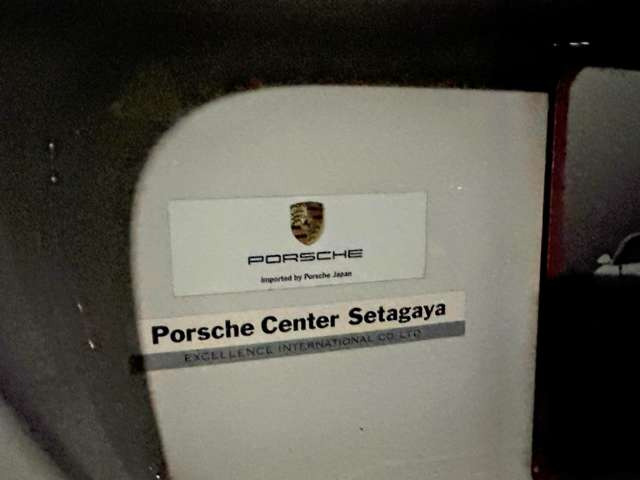 PORSCHE
Imported by Porsche Japan
Porsche Center Setagaya
EXCELLENCE INTERNATIONAL CO. LTD.